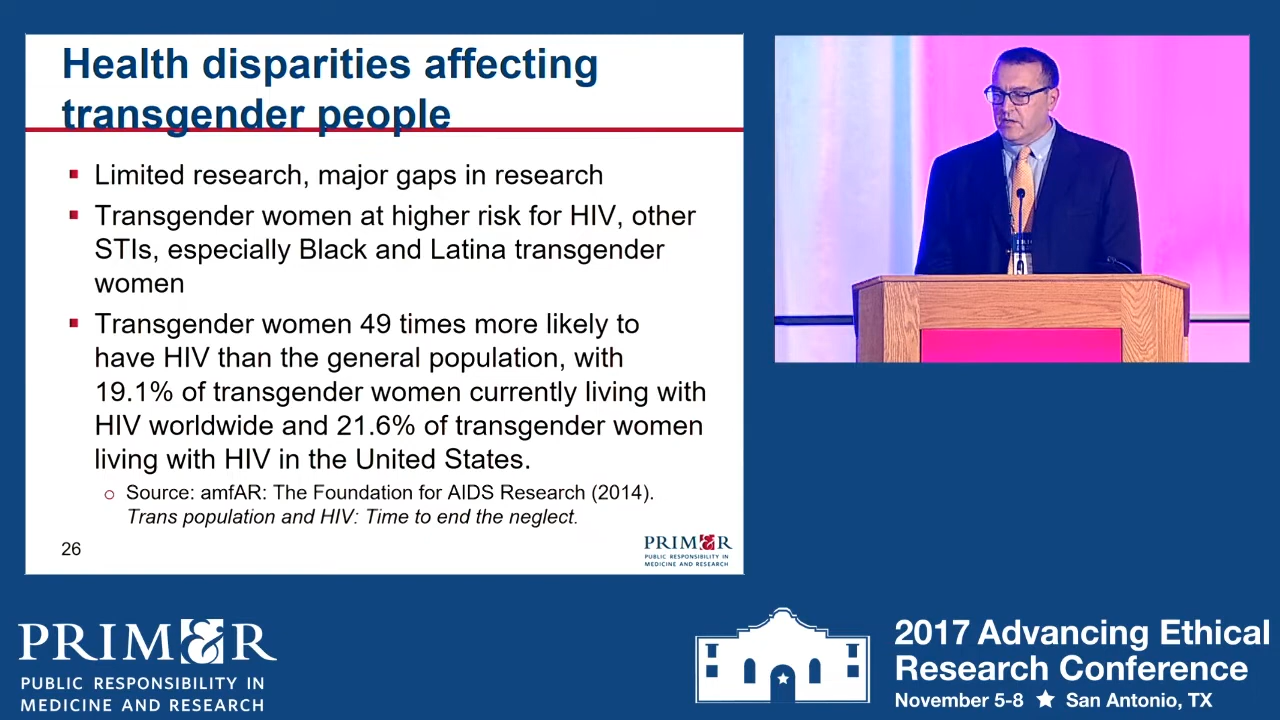 Health disparities affecting
transgender people
▪ Limited research, major gaps in research
▪ Transgender women at higher risk for HIV, other
STIs, especially Black and Latina transgender
women
▪ Transgender women 49 times more likely to
have HIV than the general population, with
19.1% of transgender women currently living with
HIV worldwide and 21.6% of transgender women
living with HIV in the United States.
o Source: amfAR: The Foundation for AIDS Research (2014).
Trans population and HIV: Time to end the neglect.
26
PRIM&R
PUBLIC RESPONSIBILITY IN
MEDICINE AND RESEARCH
PRIM&R
PUBLIC RESPONSIBILITY IN
MEDICINE AND RESEARCH
2017 Advancing Ethical
Research Conference
November 5-8 ★ San Antonio, TX